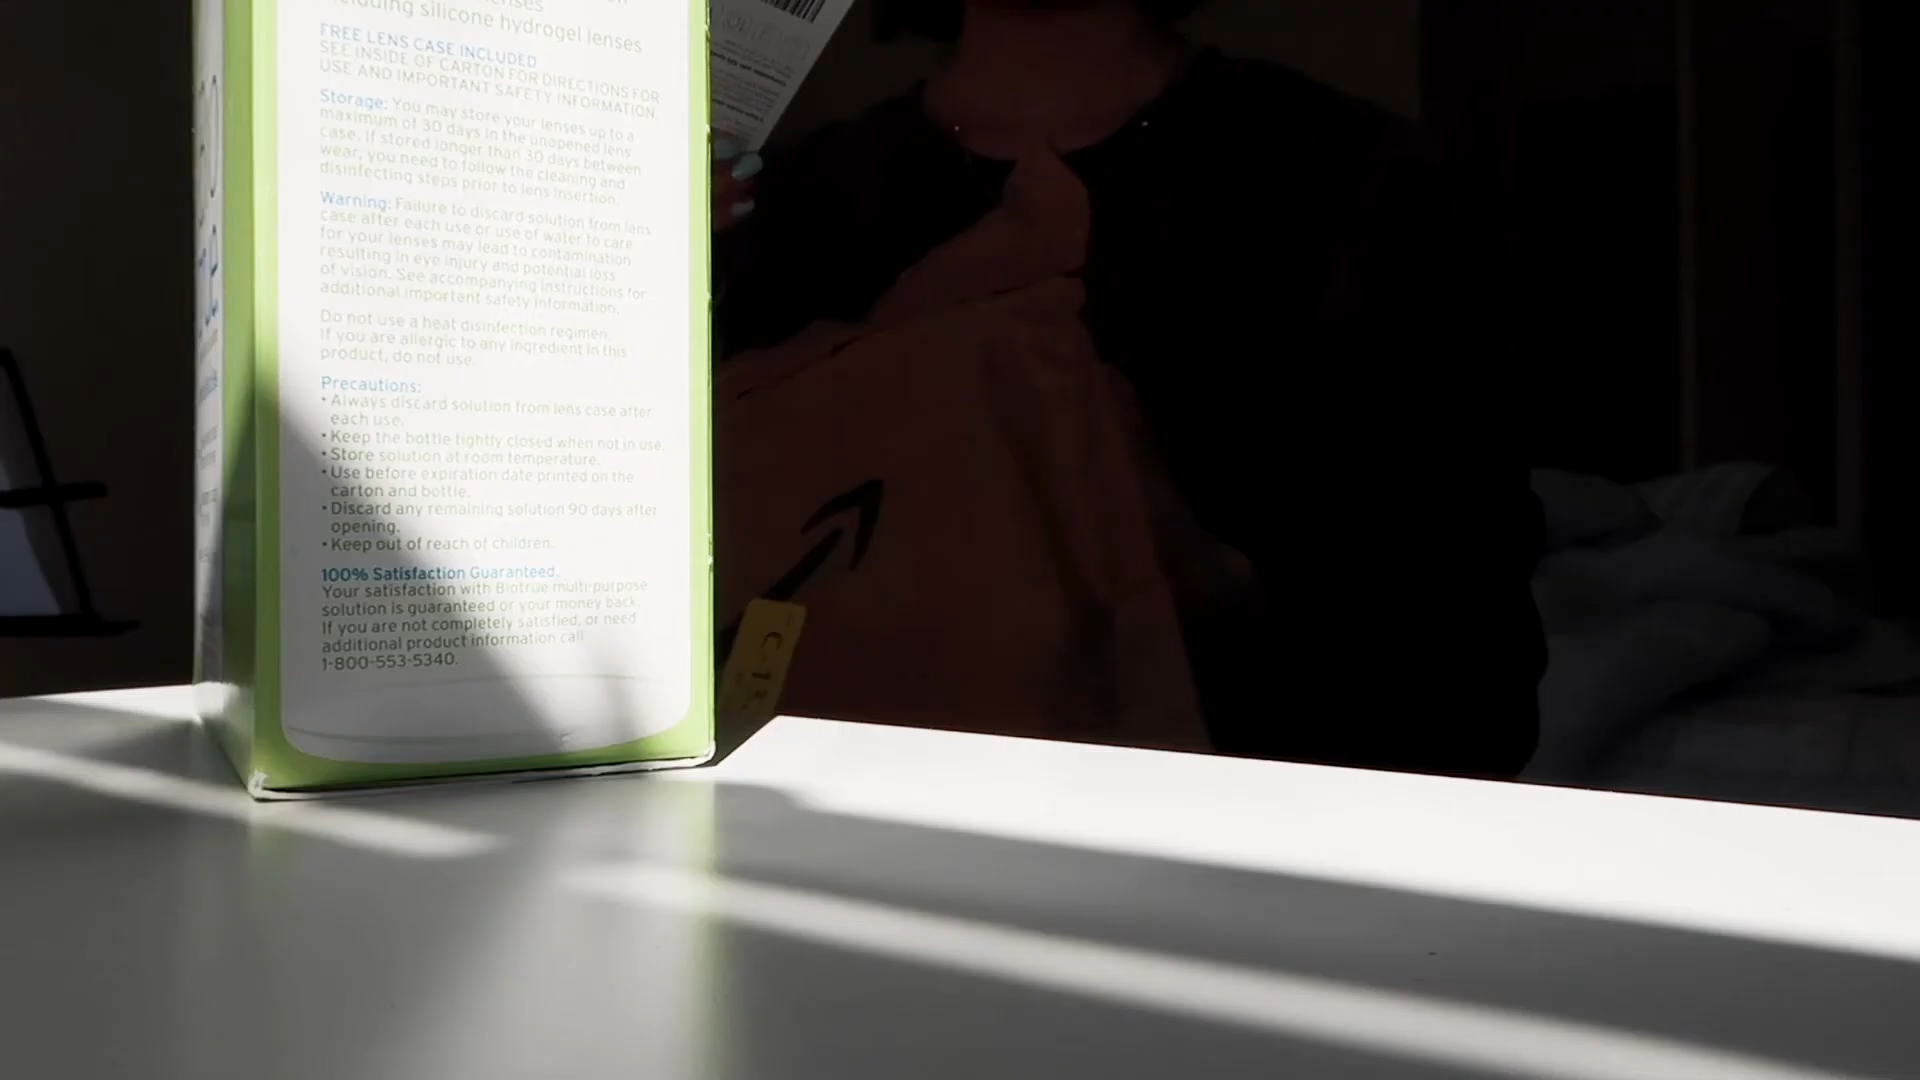 including silicone hydrogel lenses
FREE LENS CASE INCLUDED
SEE INSIDE OF CARTON FOR DIRECTIONS FOR
USE AND IMPORTANT SAFETY INFORMATION.
Storage: You may store your lenses up to a
maximum of 30 days in the unopened lens
case. If stored longer than 30 days between
wear, you need to follow the cleaning and
disinfecting steps prior to lens insertion.
Warning: Failure to discard solution from lens
case after each use or use of water to care
for your lenses may lead to contamination
resulting in eye injury and potential loss
of vision. See accompanying instructions for
additional important safety information.
Do not use a heat disinfection regimen.
If you are allergic to any ingredient in this
product, do not use.
Precautions:
• Always discard solution from lens case after
each use.
• Keep the bottle tightly closed when not in use.
• Store solution at room temperature.
• Use before expiration date printed on the
carton and bottle.
• Discard any remaining solution 90 days after
opening.
• Keep out of reach of children.
100% Satisfaction Guaranteed.
Your satisfaction with Biotrue multi-purpose
solution is guaranteed or your money back.
If you are not completely satisfied, or need
additional product information call
1-800-553-5340.